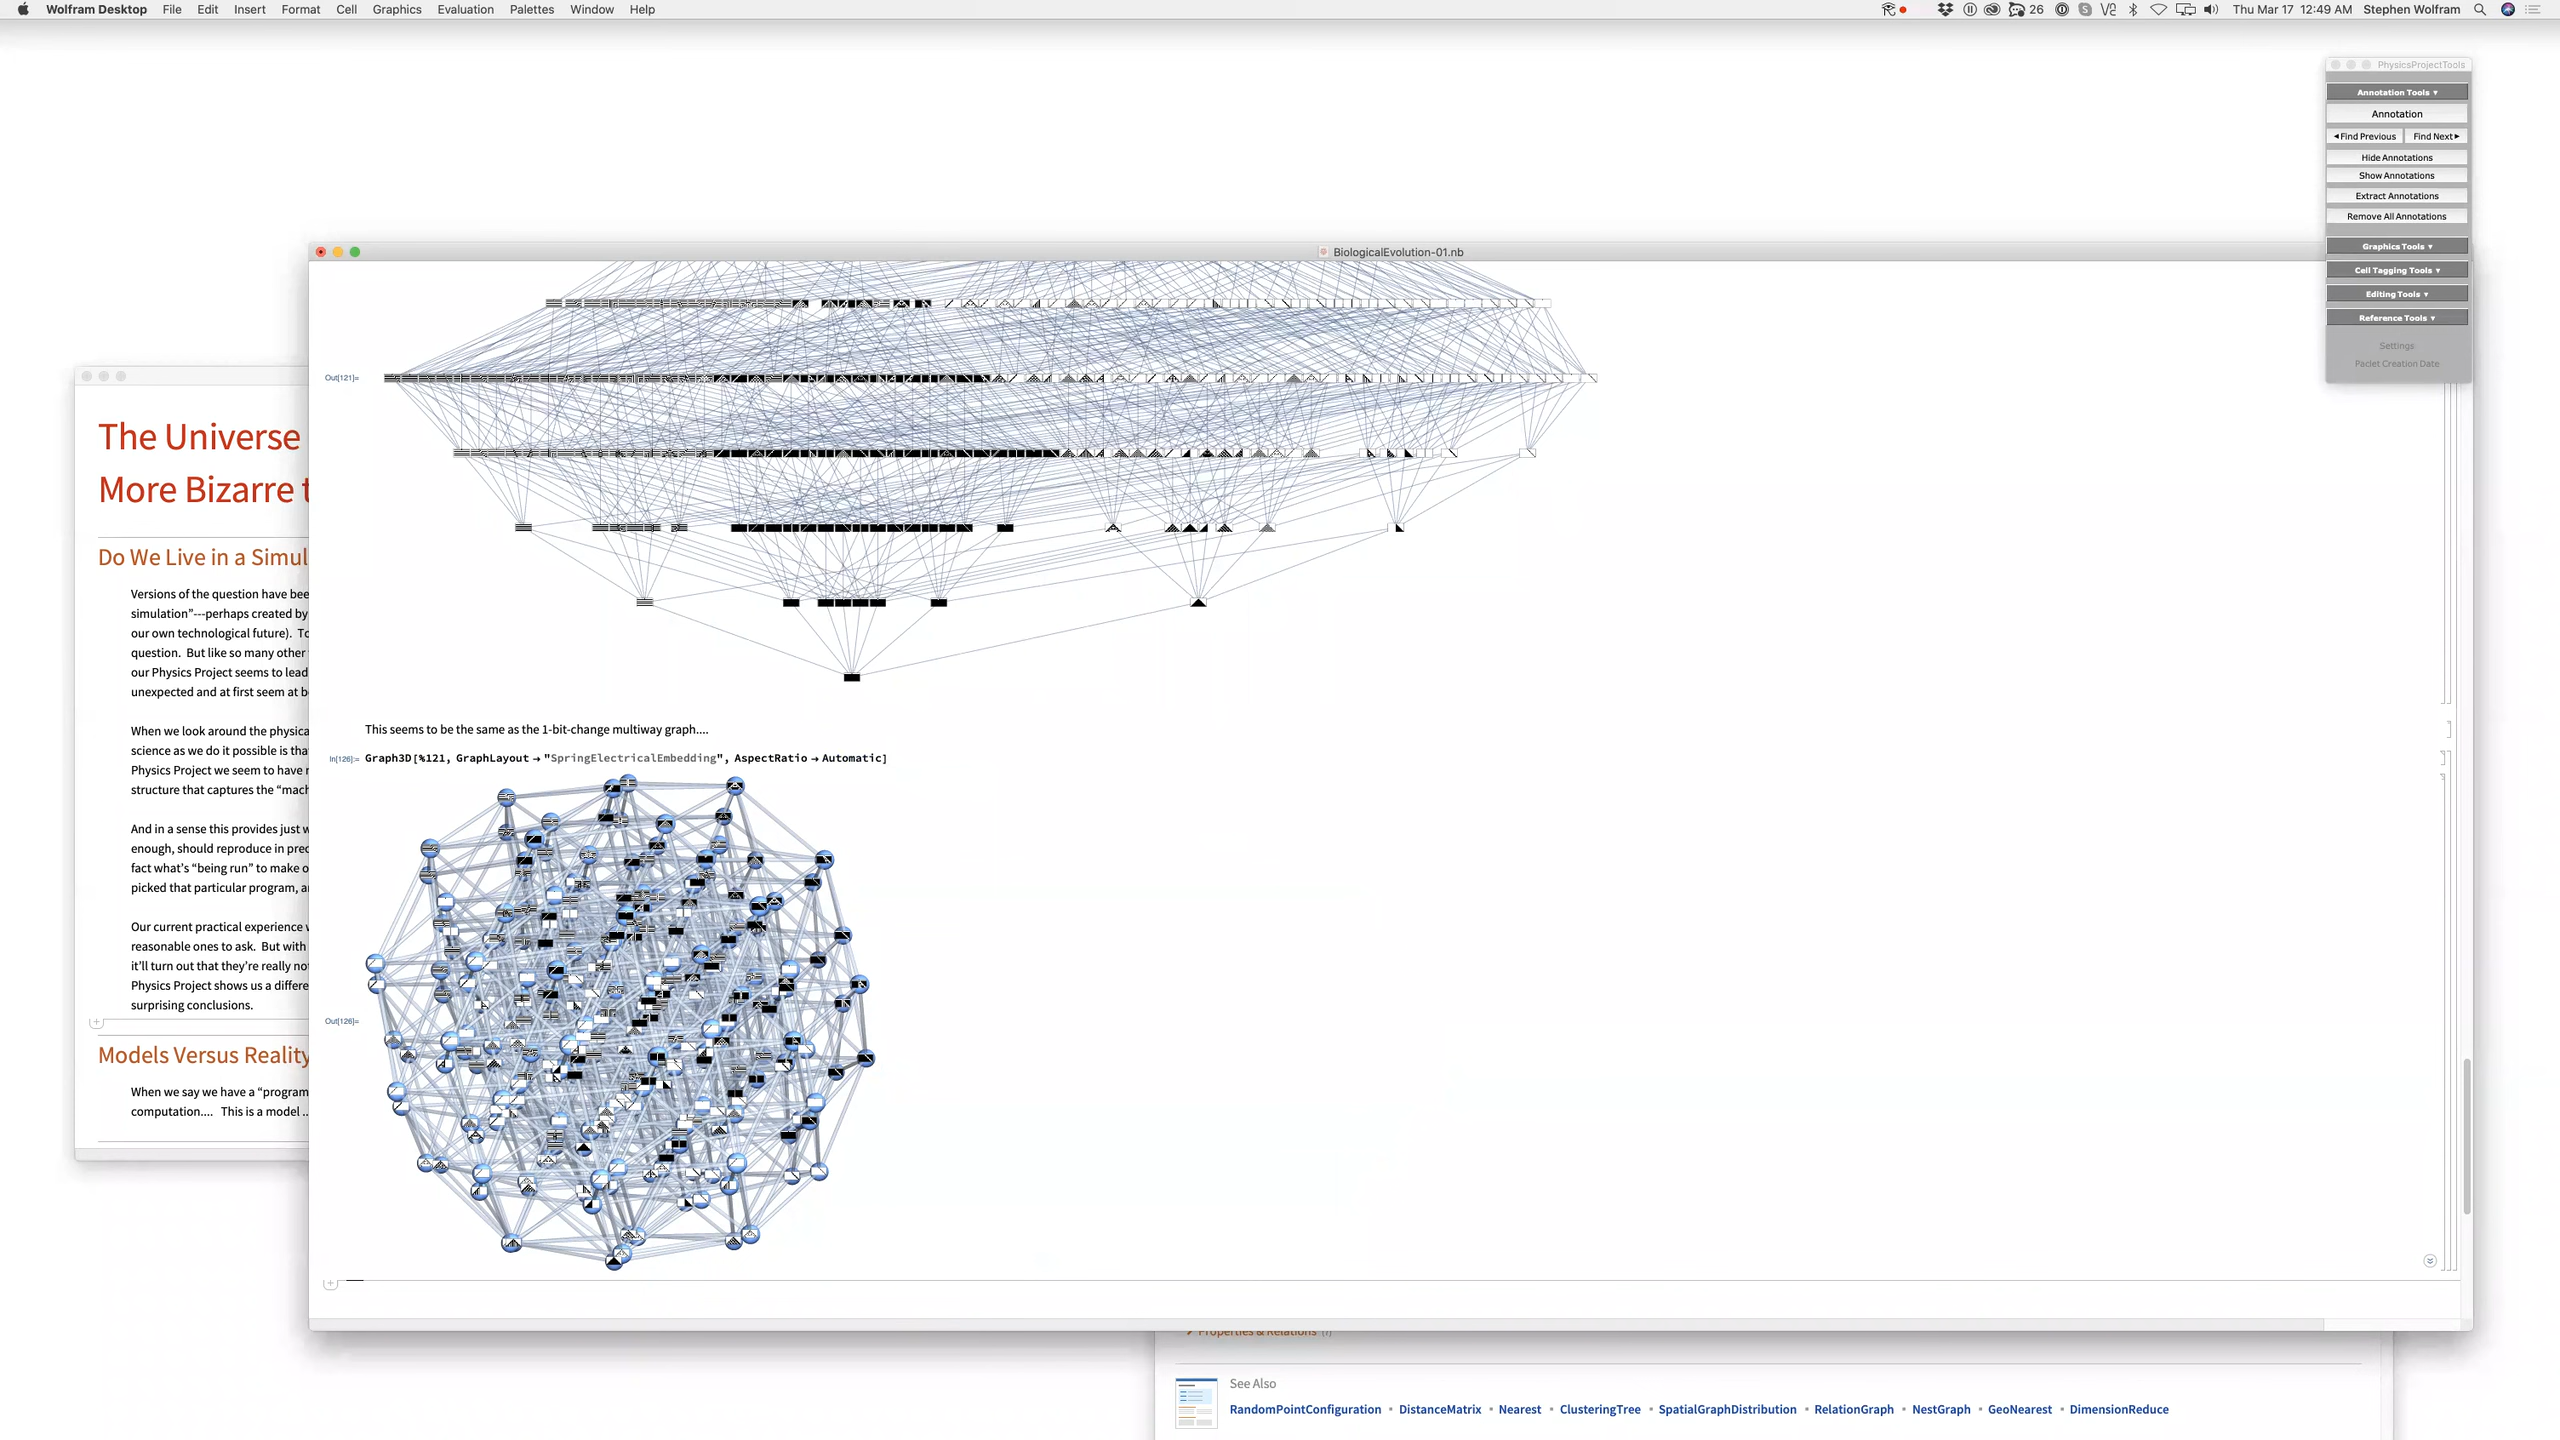 Wolfram Desktop File Edit Insert Format Cell Graphics Evaluation Palettes Window Help
26 Thu Mar 17 12:49 AM Stephen Wolfram
PhysicsProjectTools
Annotation Tools ▾
Annotation
◂Find Previous Find Next▸
Hide Annotations
Show Annotations
Extract Annotations
Remove All Annotations
Graphics Tools ▾
Cell Tagging Tools ▾
Editing Tools ▾
Reference Tools ▾
Settings
Paclet Creation Date
BiologicalEvolution-01.nb
Out[121]=
This seems to be the same as the 1-bit-change multiway graph....
In[126]:= Graph3D[%121, GraphLayout → "SpringElectricalEmbedding", AspectRatio → Automatic]
Out[126]=
The Universe
More Bizarre
Do We Live in a Simul
Versions of the question have bee
simulation"---perhaps created by
our own technological future). To
question. But like so many other
our Physics Project seems to lead
unexpected and at first seem at b
When we look around the physica
science as we do it possible is tha
Physics Project we seem to have
structure that captures the “mach
And in a sense this provides just w
enough, should reproduce in prec
fact what’s “being run” to make o
picked that particular program, a
Our current practical experience
reasonable ones to ask. But with
it’ll turn out that they’re really no
Physics Project shows us a differe
surprising conclusions.
Models Versus Reality
When we say we have a “program
computation.... This is a model ..
Properties & Relations (7)
See Also
RandomPointConfiguration ▪ DistanceMatrix ▪ Nearest ▪ ClusteringTree ▪ SpatialGraphDistribution ▪ RelationGraph ▪ NestGraph ▪ GeoNearest ▪ DimensionReduce